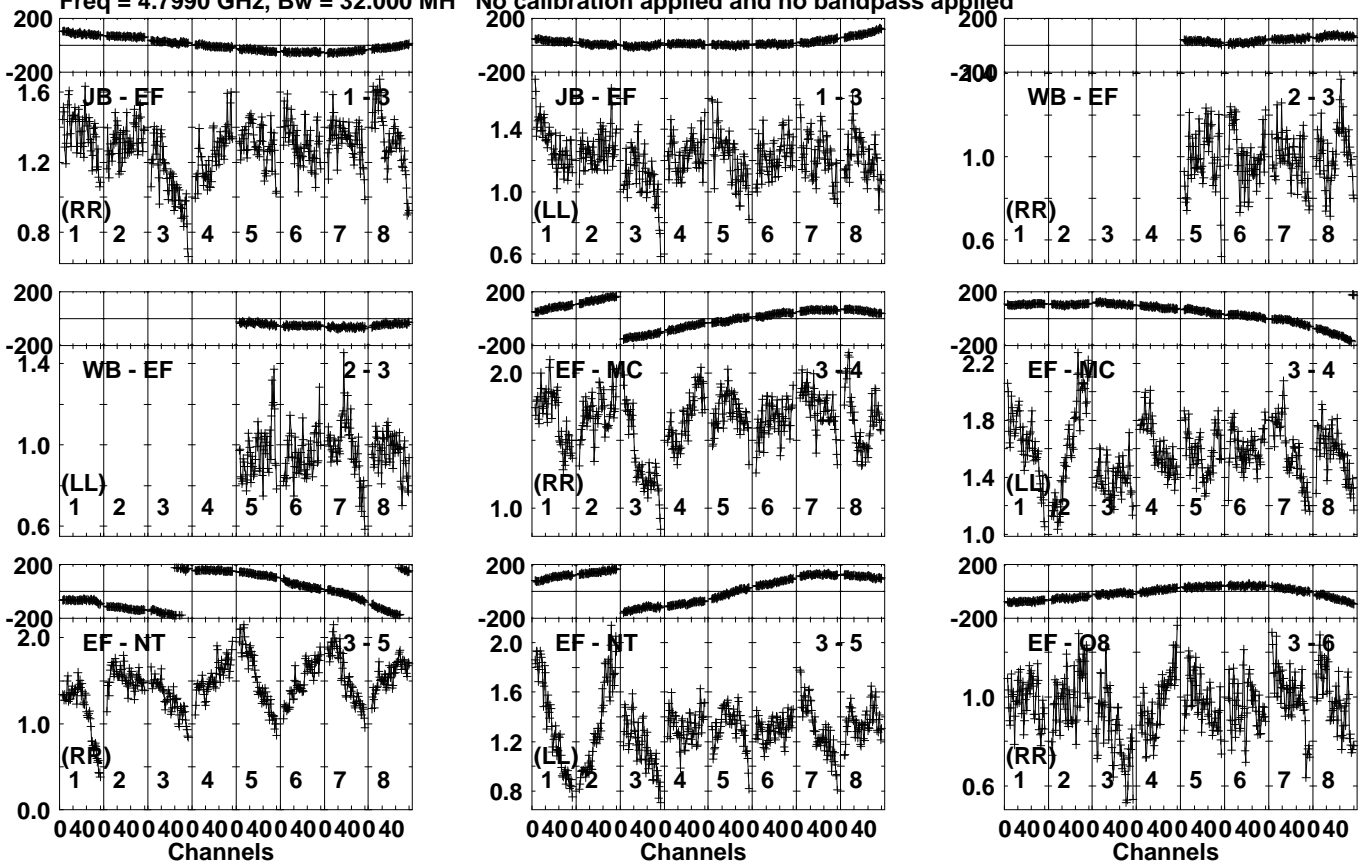 Freq = 4.7990 GHz, Bw = 32.000 MH No calibration applied and no bandpass applied
200
-200
1.6
1.2
0.8
JB - EF 1 - 3
(RR)
1 2 3 4 5 6 7 8
200
-200
1.4
1.0
0.6
JB - EF 1 - 3
(LL)
1 2 3 4 5 6 7 8
200
-200
1.4
1.0
0.6
WB - EF 2 - 3
(RR)
1 2 3 4 5 6 7 8
200
-200
1.4
1.0
0.6
WB - EF 2 - 3
(LL)
1 2 3 4 5 6 7 8
200
-200
2.0
1.0
EF - MC 3 - 4
(RR)
1 2 3 4 5 6 7 8
200
-200
2.2
1.8
1.4
1.0
EF - MC 3 - 4
(LL)
1 2 3 4 5 6 7 8
200
-200
2.0
1.0
0.0
EF - NT 3 - 5
(RR)
1 2 3 4 5 6 7 8
0 40 0 40 0 40 0 40 0 40 0 40 0 40 0 40
Channels
200
-200
2.0
1.6
1.2
0.8
EF - NT 3 - 5
(LL)
1 2 3 4 5 6 7 8
0 40 0 40 0 40 0 40 0 40 0 40 0 40 0 40
Channels
200
-200
1.0
0.6
EF - O8 3 - 6
(RR)
1 2 3 4 5 6 7 8
0 40 0 40 0 40 0 40 0 40 0 40 0 40 0 40
Channels